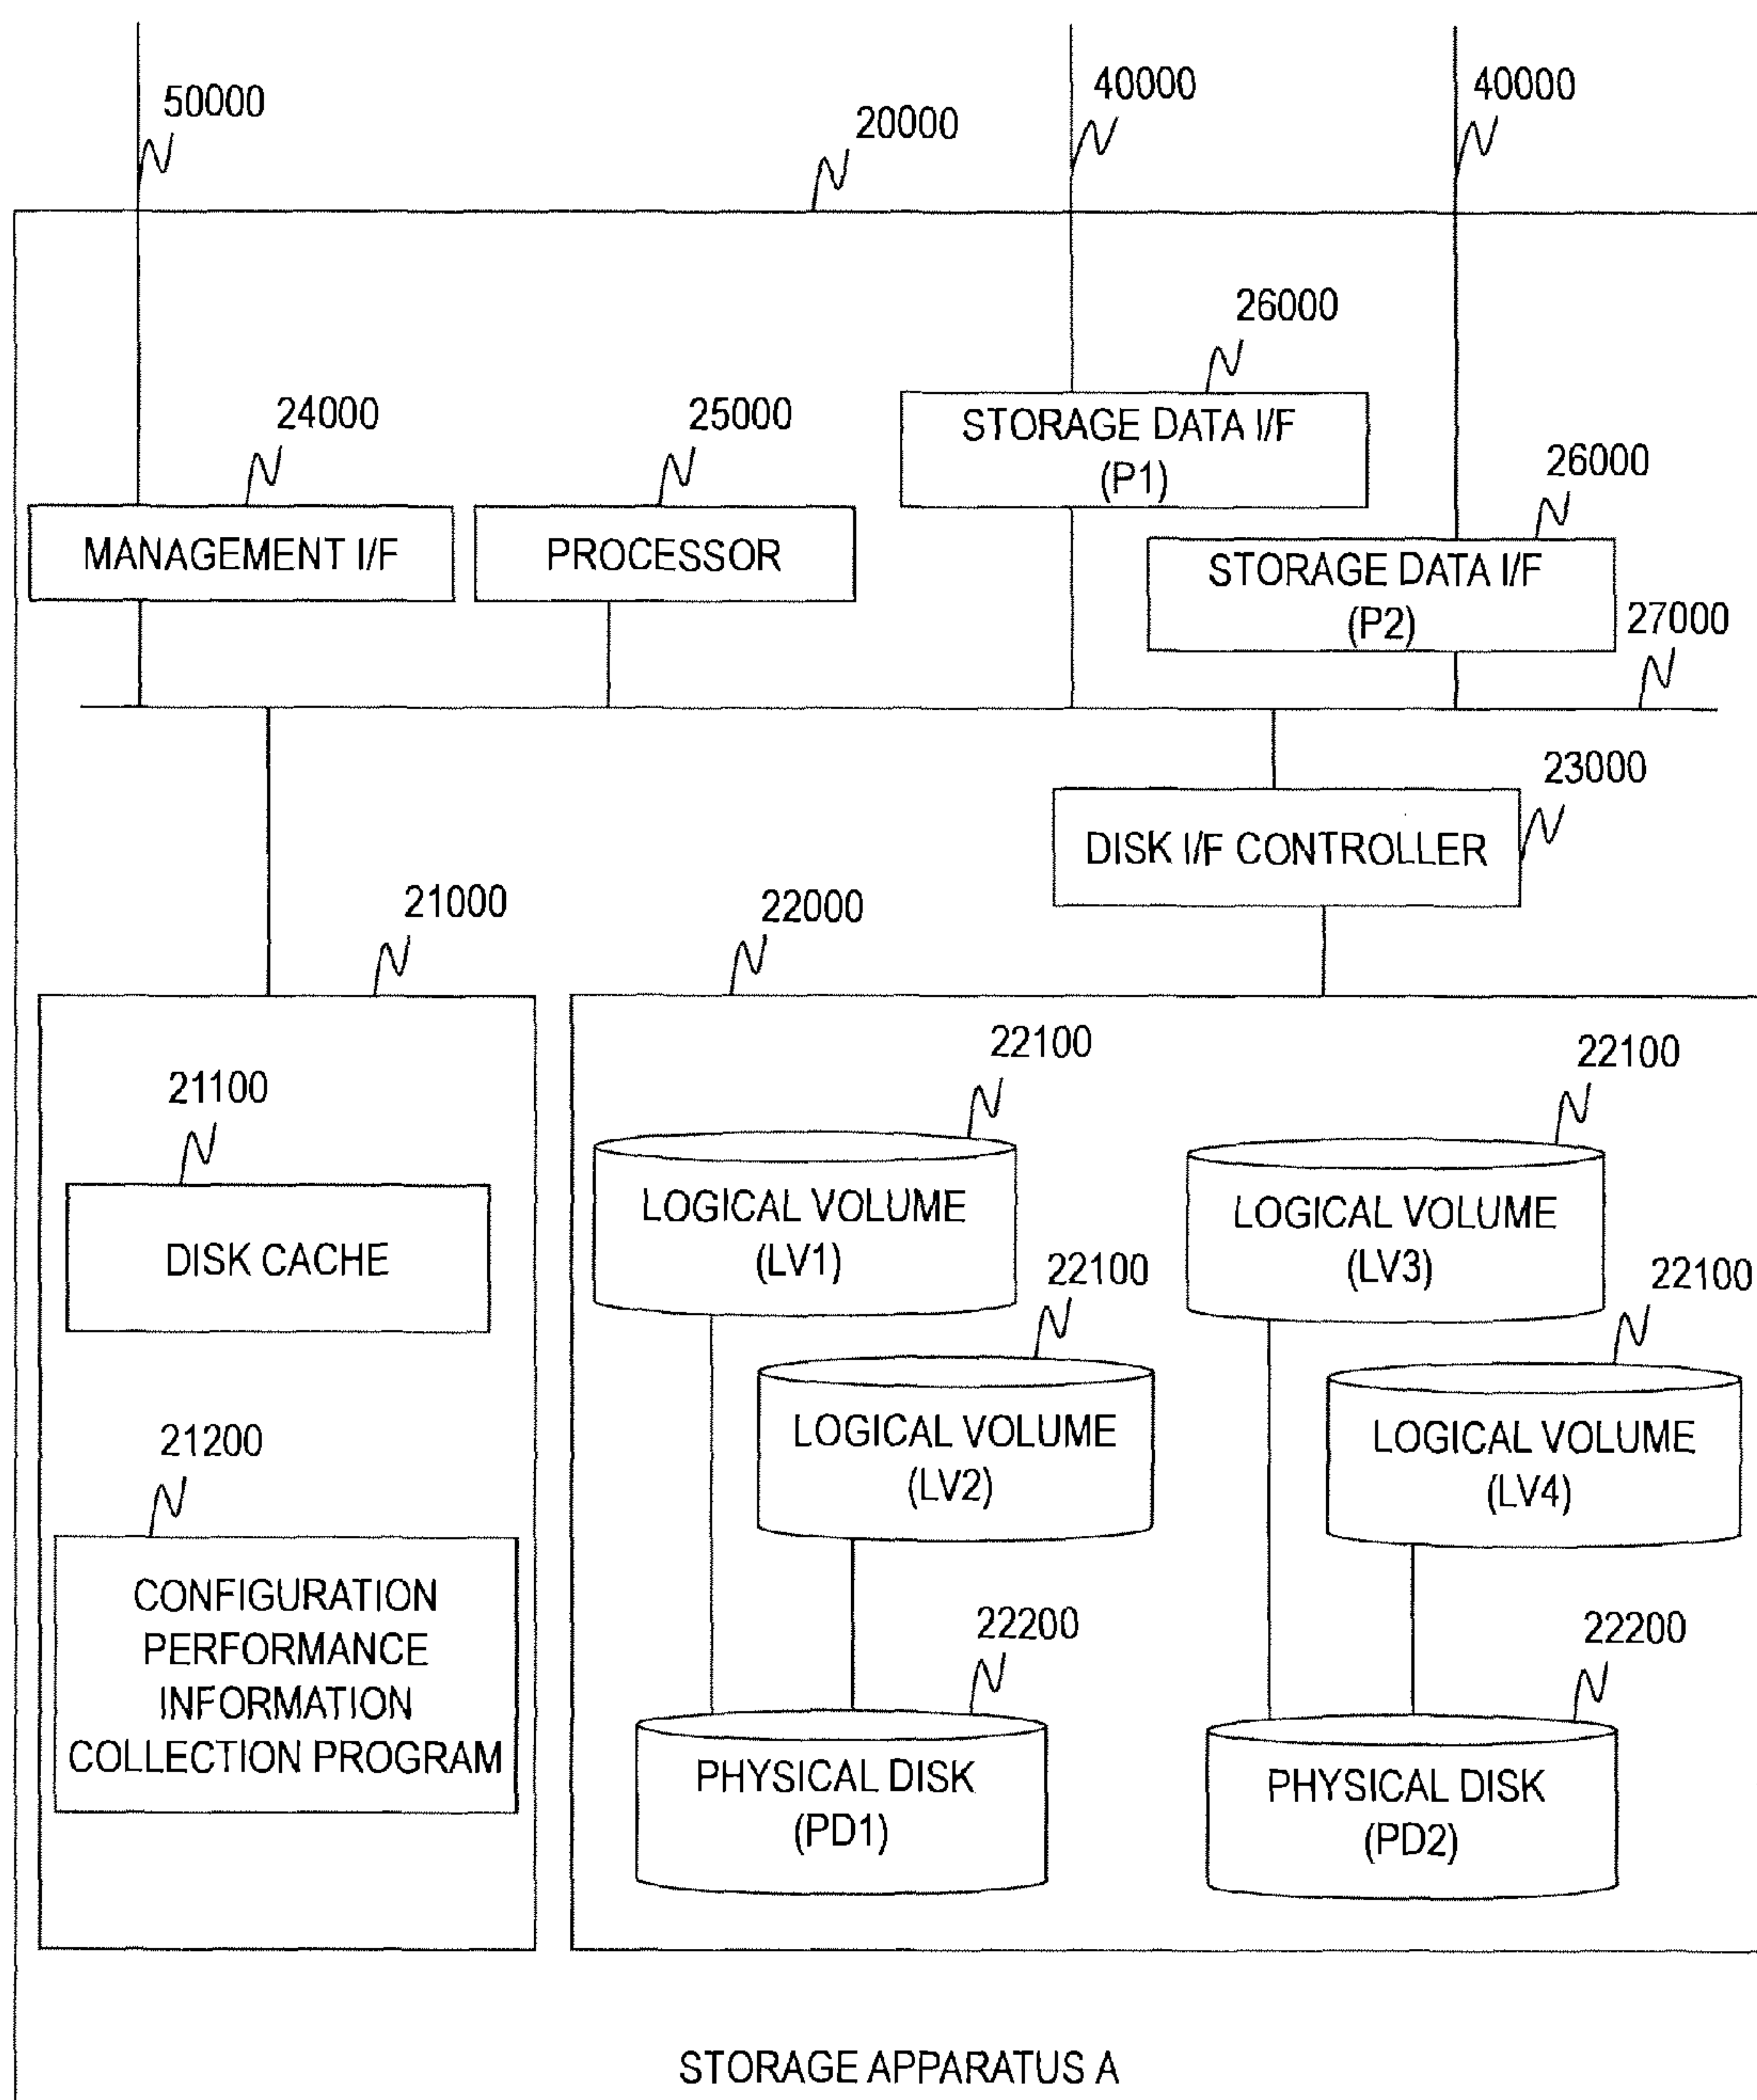 50000
40000
40000
20000
26000
24000
25000
STORAGE DATA I/F
(P1)
26000
MANAGEMENT I/F
PROCESSOR
STORAGE DATA I/F
(P2)
27000
23000
DISK I/F CONTROLLER
21000
22000
22100
22100
21100
LOGICAL VOLUME
(LV1)
LOGICAL VOLUME
(LV3)
DISK CACHE
22100
22100
21200
LOGICAL VOLUME
(LV2)
LOGICAL VOLUME
(LV4)
CONFIGURATION
PERFORMANCE
INFORMATION
COLLECTION PROGRAM
22200
22200
PHYSICAL DISK
(PD1)
PHYSICAL DISK
(PD2)
STORAGE APPARATUS A